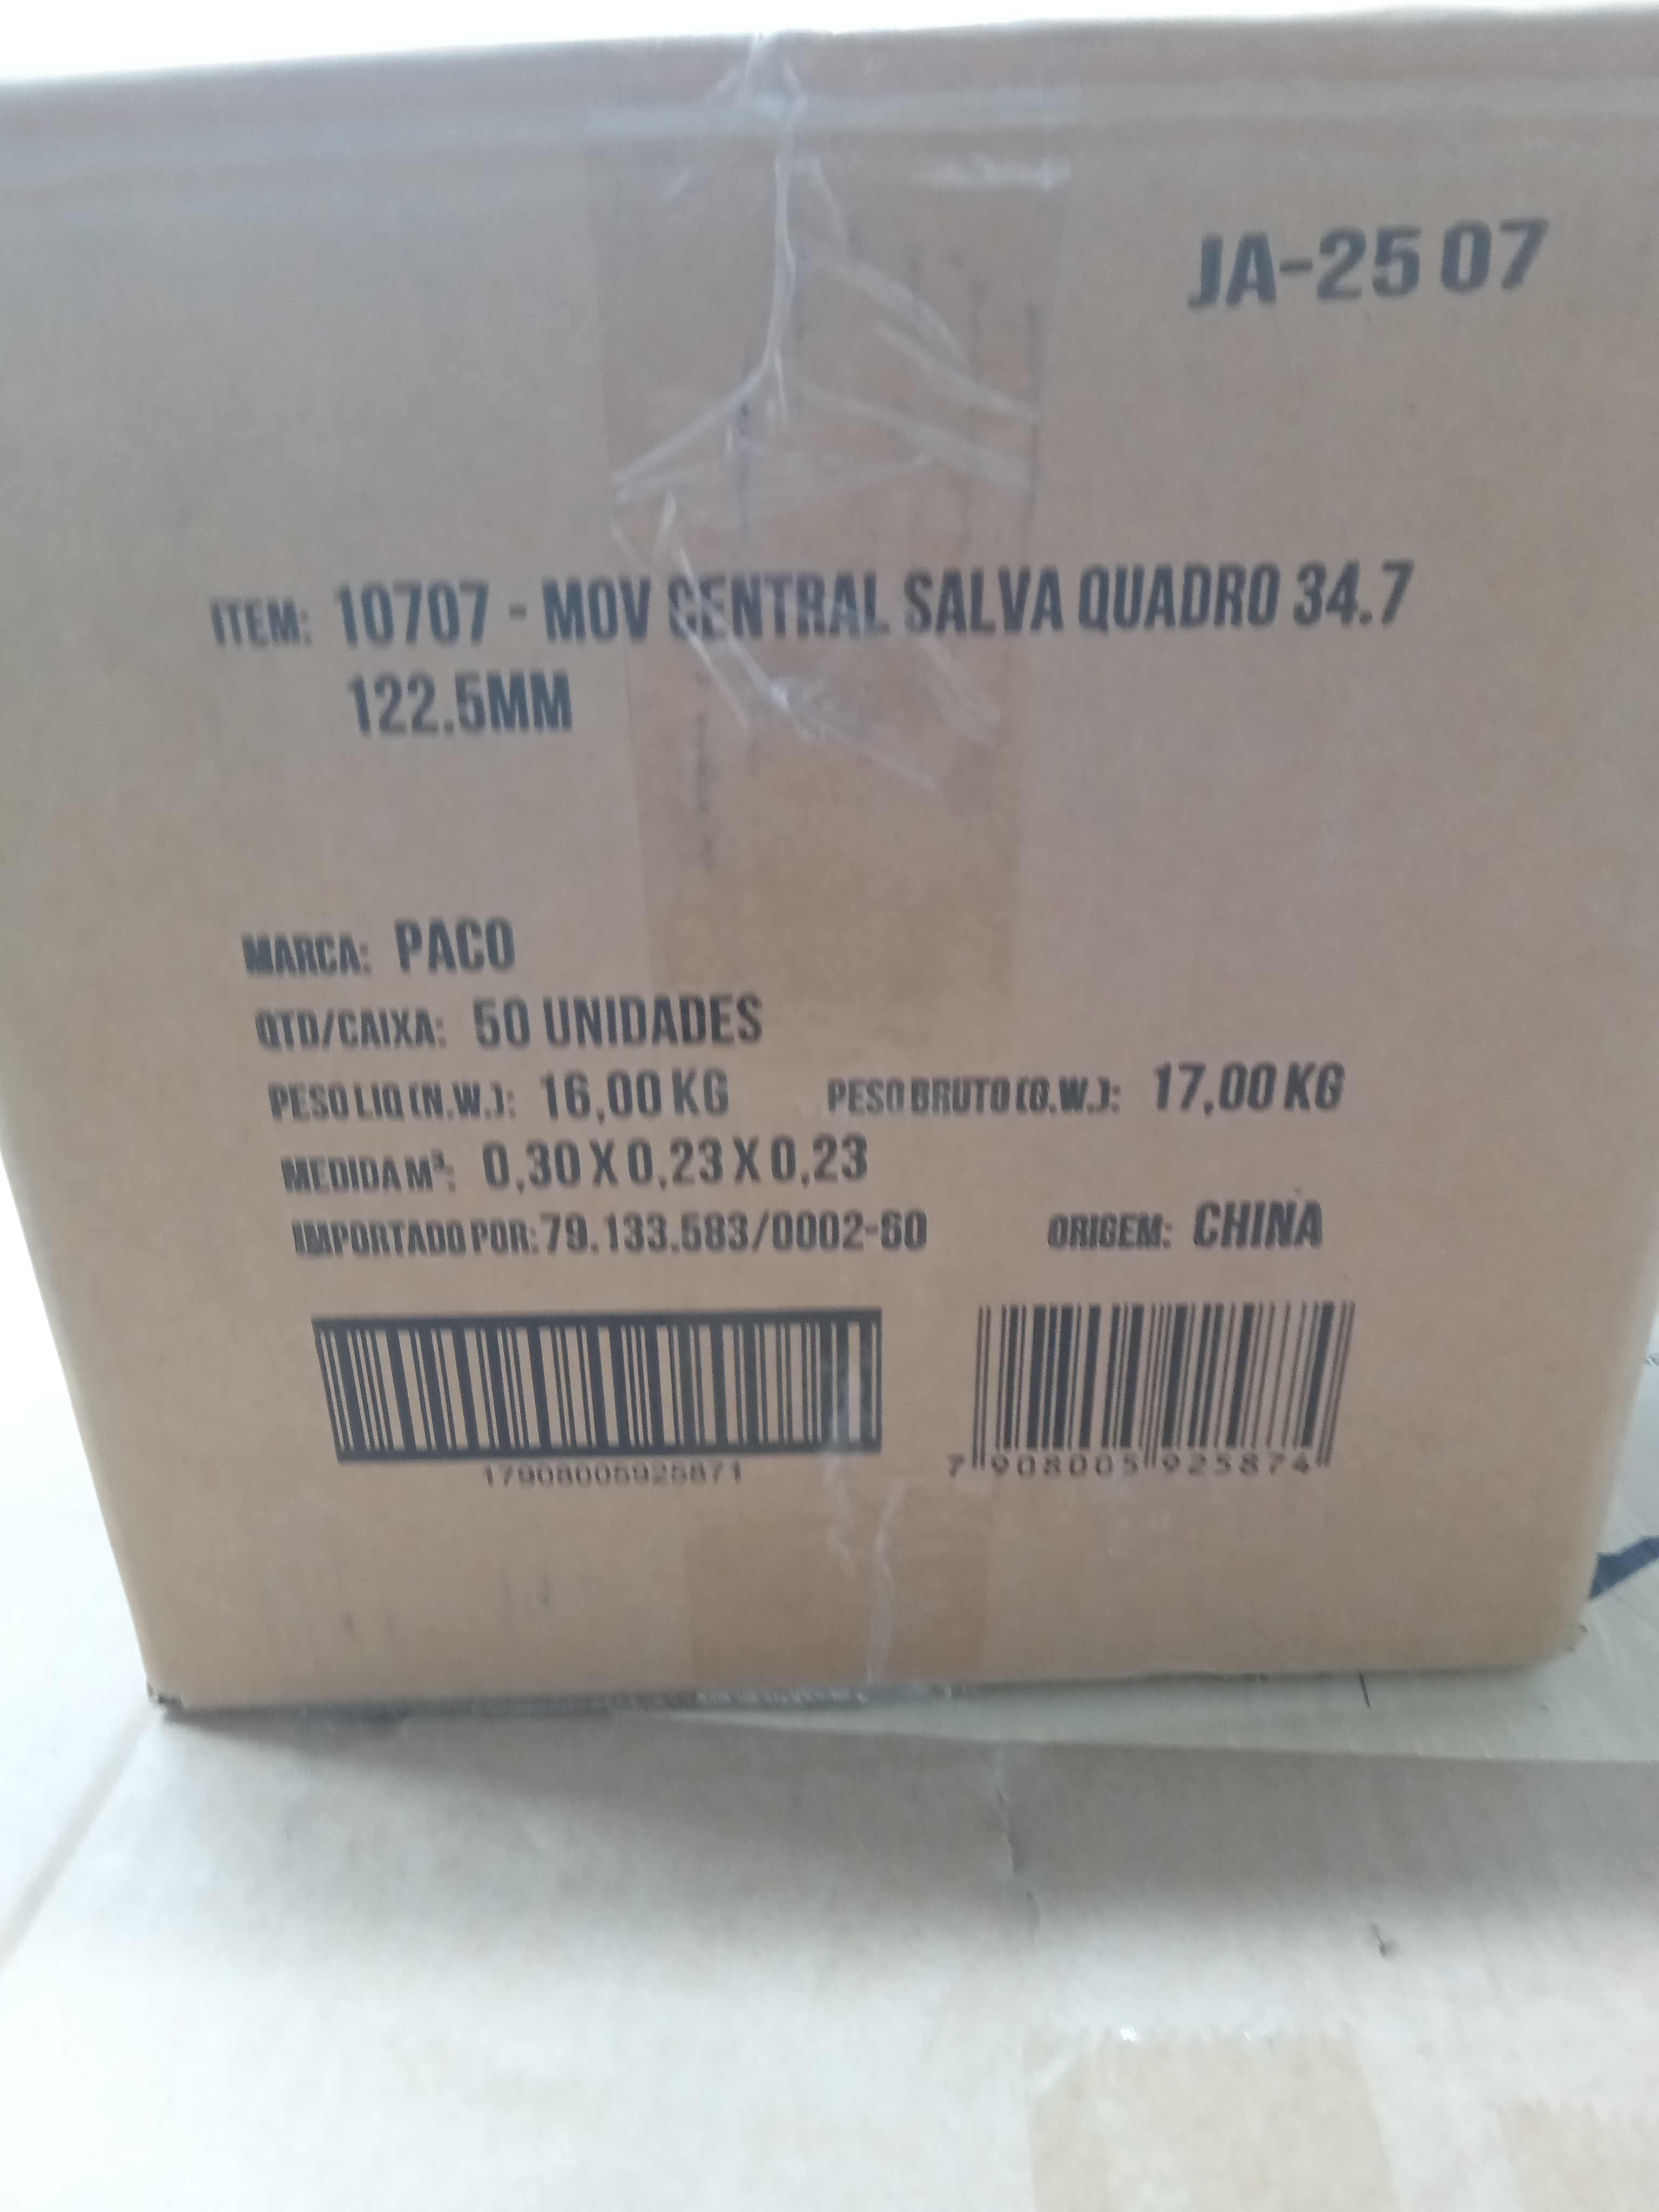 JA-25 07
ITEM: 10707 - MOV CENTRAL SALVA QUADRO 34.7
122.5MM
MARCA: PACO
QTD/CAIXA: 50 UNIDADES
PESO LIQ (N.W.): 16,00 KG PESO BRUTO (G.W.): 17,00 KG
MEDIDA M³: 0,30 X 0,23 X 0,23
IMPORTADO POR: 79.133.583/0002-60 ORIGEM: CHINA
17908005925871 7 908005 925874